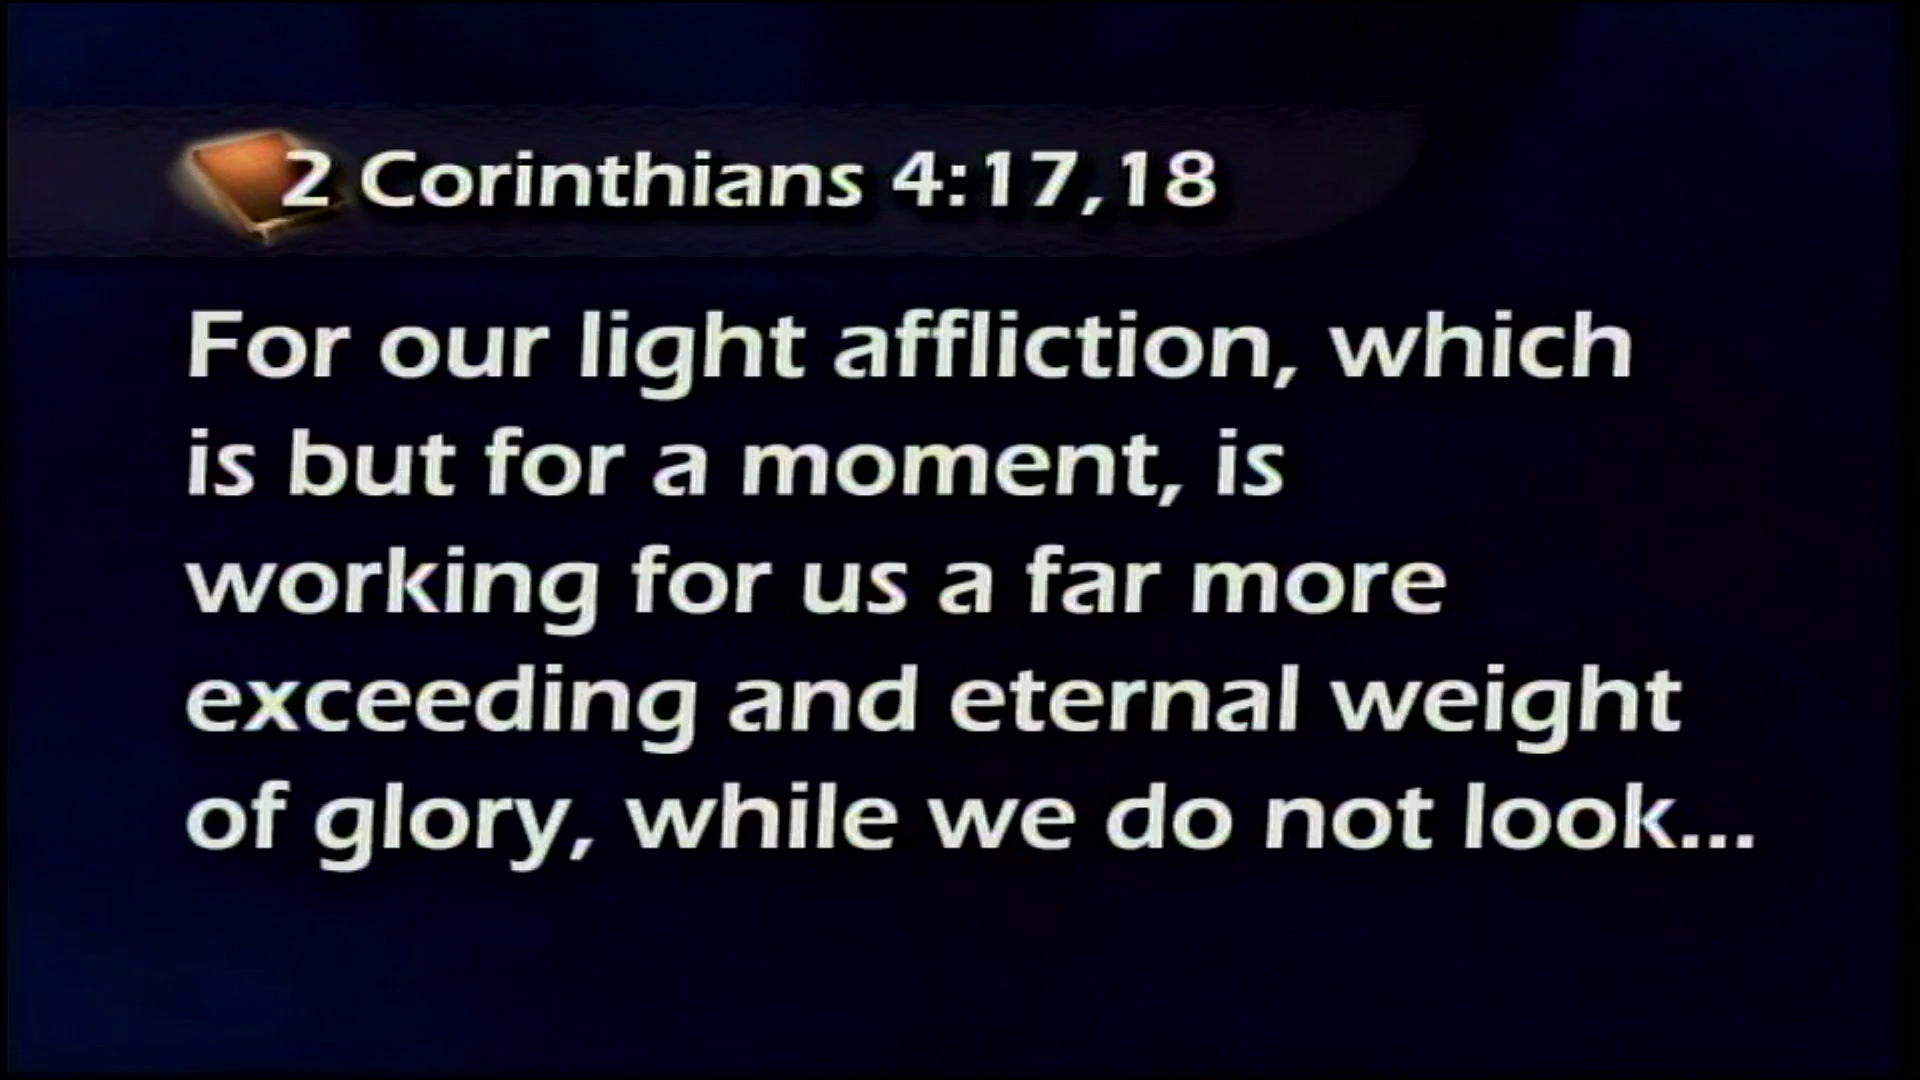 2 Corinthians 4:17,18
For our light affliction, which
is but for a moment, is
working for us a far more
exceeding and eternal weight
of glory, while we do not look...